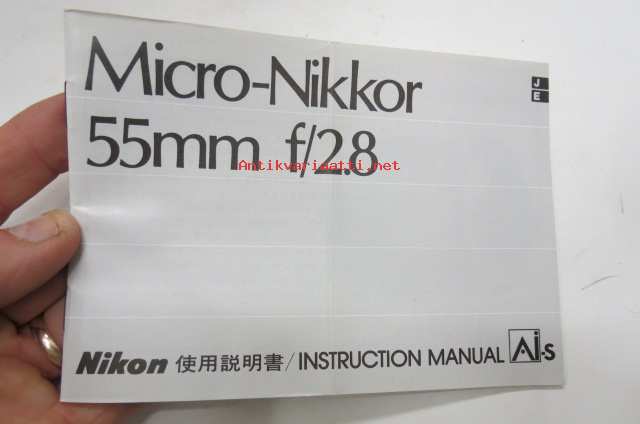 Micro-Nikkor
J
E
55mm f/2.8
Antikvariaatti.net
Nikon 使用説明書/INSTRUCTION MANUAL Ai-s